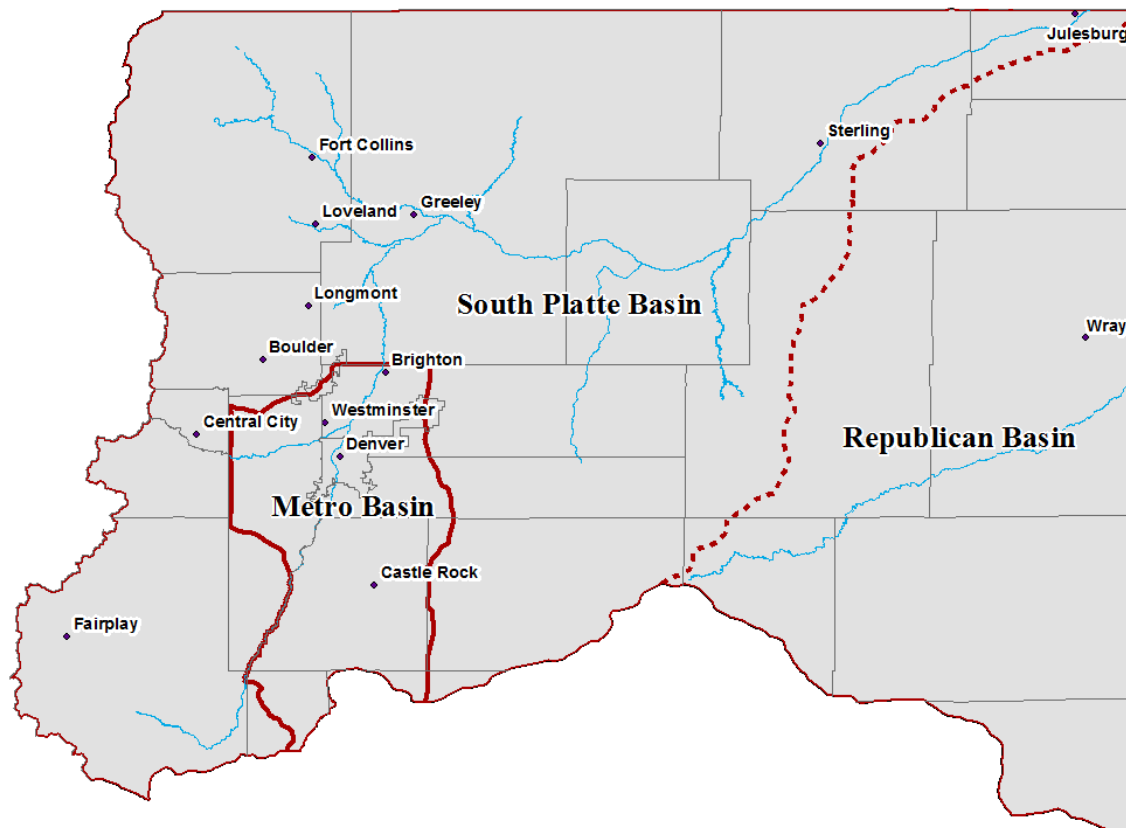 Julesburg
Sterling
Fort Collins
Greeley
Loveland
Longmont
South Platte Basin
Wray
Boulder
Brighton
Westminster
Central City
Denver
Republican Basin
Metro Basin
Castle Rock
Fairplay